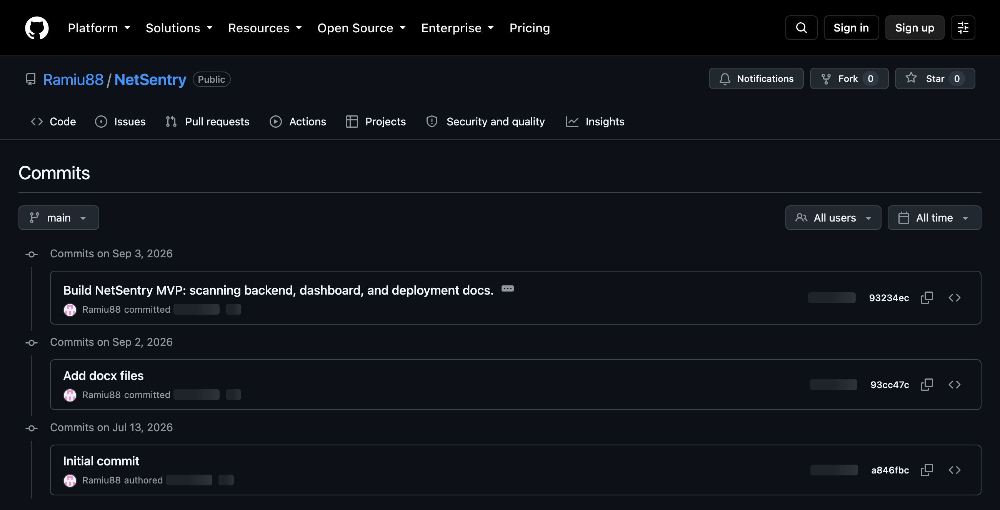 Platform Solutions Resources Open Source Enterprise Pricing Sign in Sign up
Ramiu88 / NetSentry Public Notifications Fork 0 Star 0
Code Issues Pull requests Actions Projects Security and quality Insights
Commits
main All users All time
Commits on Sep 3, 2026
Build NetSentry MVP: scanning backend, dashboard, and deployment docs.
93234ec
Ramiu88 committed
Commits on Sep 2, 2026
Add docx files
93cc47c
Ramiu88 committed
Commits on Jul 13, 2026
Initial commit
a846fbc
Ramiu88 authored